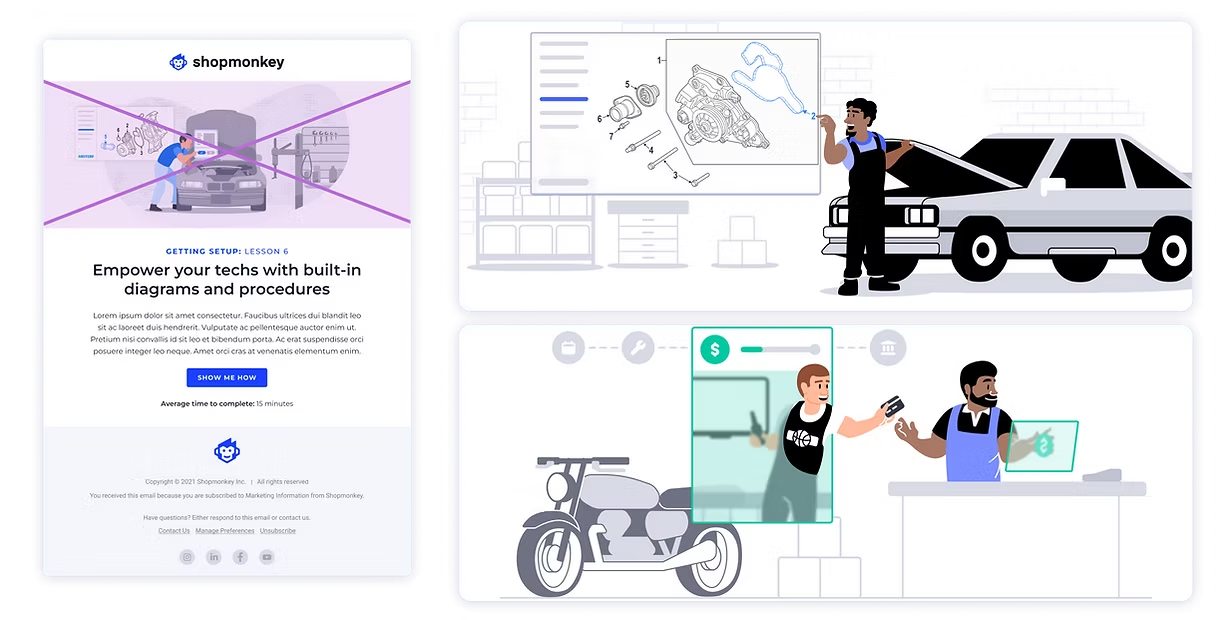 shopmonkey
GETTING SETUP: LESSON 6
Empower your techs with built-in
diagrams and procedures
Lorem ipsum dolor sit amet consectetur. Faucibus ultrices dui blandit leo
sit ac laoreet duis hendrerit. Vulputate ac pellentesque auctor enim ut.
Pretium nisi convallis id sit leo et bibendum porta. Ac erat suspendisse orci
posuere integer leo neque. Amet orci cras at venenatis elementum enim.
SHOW ME HOW
Average time to complete: 15 minutes
Copyright © 2021 Shopmonkey Inc. | All rights reserved
You received this email because you are subscribed to Marketing Information from Shopmonkey.
Have questions? Either respond to this email or contact us.
Contact Us Manage Preferences Unsubscribe
1
2
5
6
7
4
3
$
$